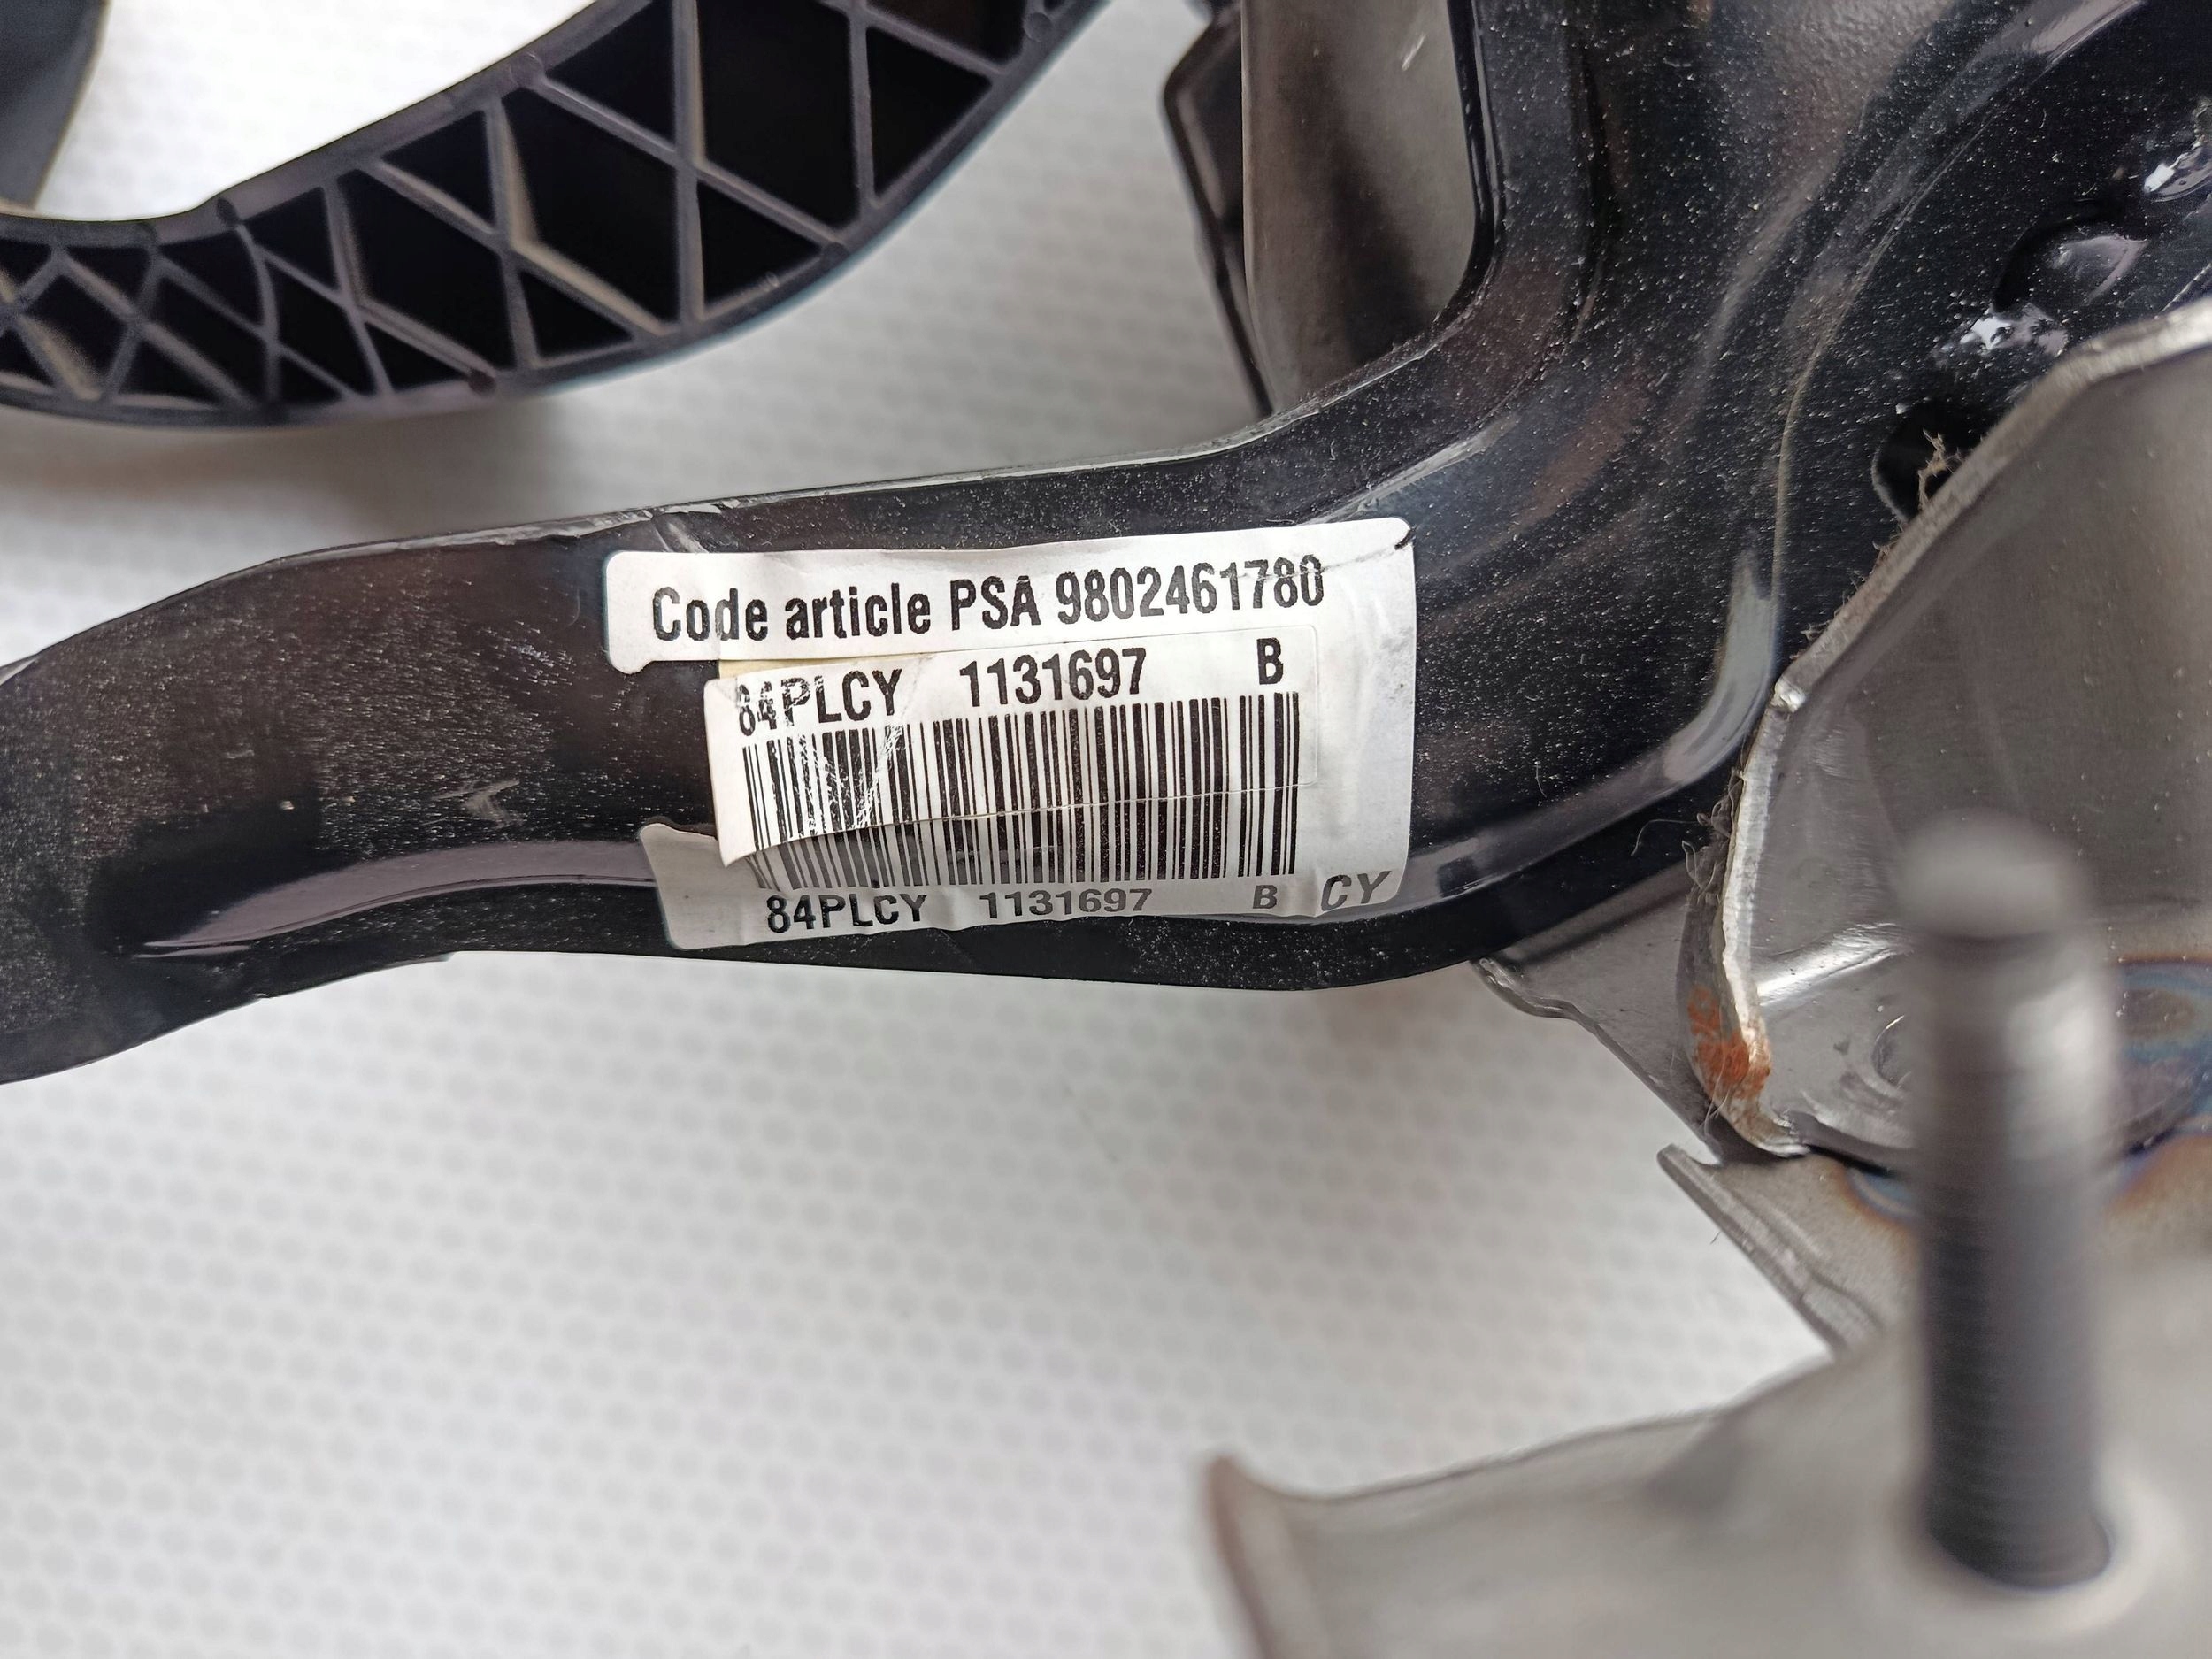 Code article PSA 9802461780
84PLCY 1131697 B
84PLCY 1131697 B CY